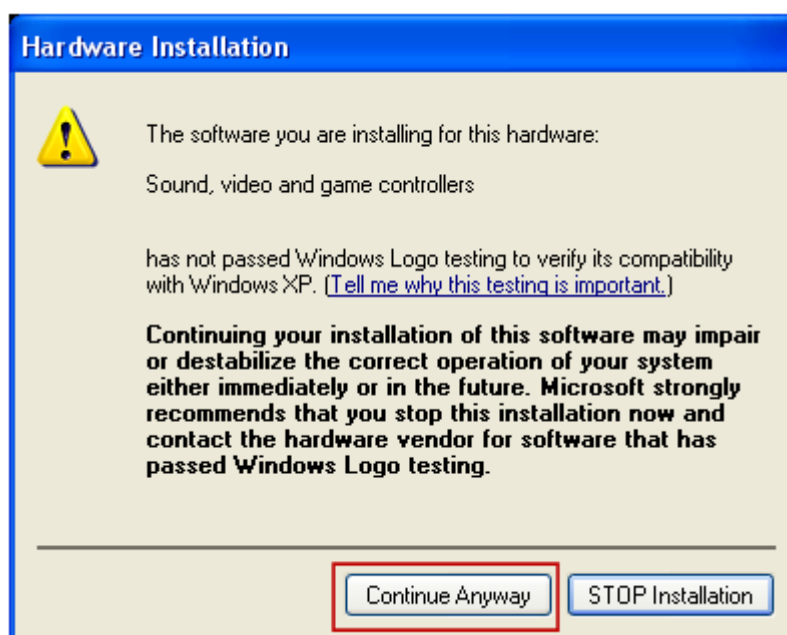 Hardware Installation
The software you are installing for this hardware:
Sound, video and game controllers
has not passed Windows Logo testing to verify its compatibility
with Windows XP. (Tell me why this testing is important.)
Continuing your installation of this software may impair
or destabilize the correct operation of your system
either immediately or in the future. Microsoft strongly
recommends that you stop this installation now and
contact the hardware vendor for software that has
passed Windows Logo testing.
Continue Anyway
STOP Installation